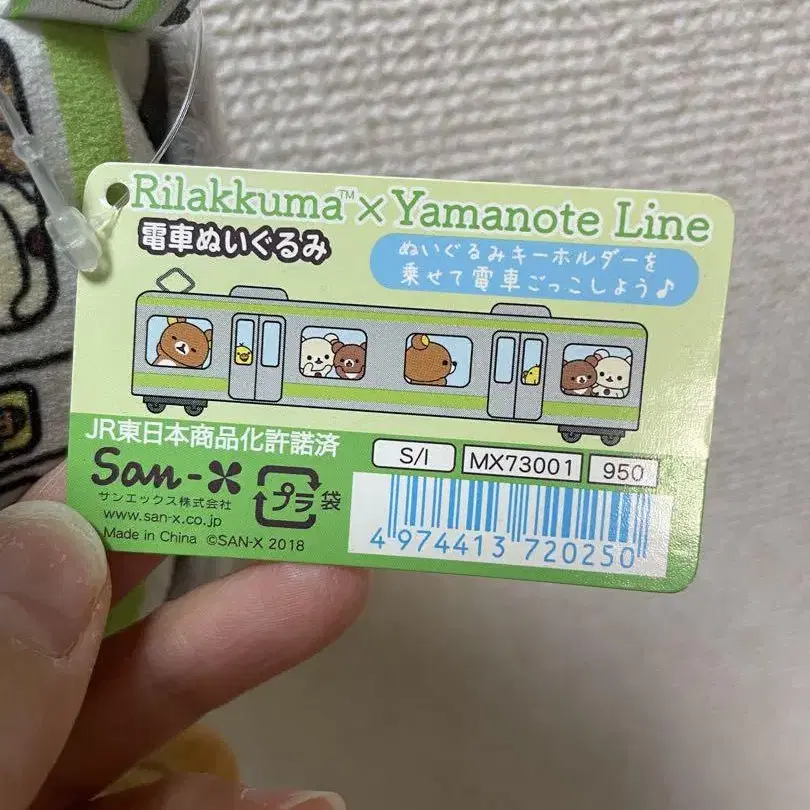 Rilakkuma™×Yamanote Line
電車ぬいぐるみ
ぬいぐるみキーホルダーを
乗せて電車ごっこしよう♪
JR東日本商品化許諾済
S/I MX73001 950
San-X
サンエックス株式会社
www.san-x.co.jp
Made in China ©SAN-X 2018
プラ 袋
4 974413 720250